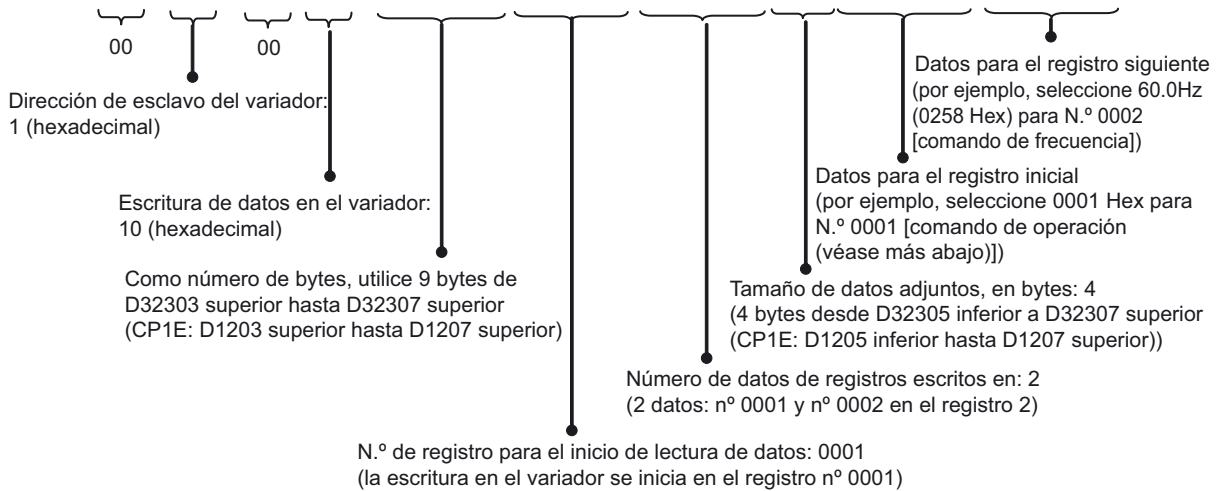 00
00
Dirección de esclavo del variador:
1 (hexadecimal)
Escritura de datos en el variador:
10 (hexadecimal)
Como número de bytes, utilice 9 bytes de
D32303 superior hasta D32307 superior
(CP1E: D1203 superior hasta D1207 superior)
Datos para el registro siguiente
(por ejemplo, seleccione 60.0Hz
(0258 Hex) para N.º 0002
[comando de frecuencia])
Datos para el registro inicial
(por ejemplo, seleccione 0001 Hex para
N.º 0001 [comando de operación
(véase más abajo)])
Tamaño de datos adjuntos, en bytes: 4
(4 bytes desde D32305 inferior a D32307 superior
(CP1E: D1205 inferior hasta D1207 superior))
Número de datos de registros escritos en: 2
(2 datos: nº 0001 y nº 0002 en el registro 2)
N.º de registro para el inicio de lectura de datos: 0001
(la escritura en el variador se inicia en el registro nº 0001)